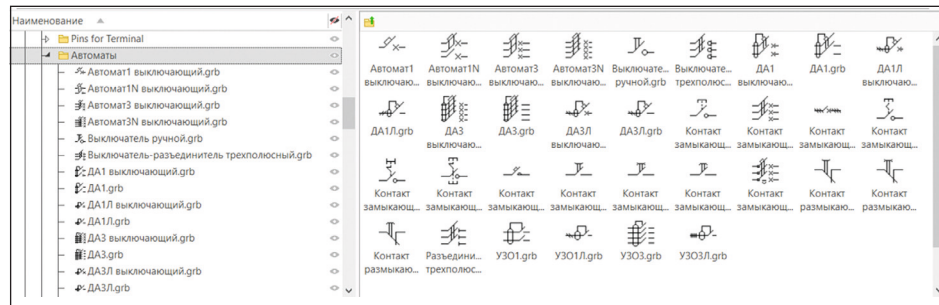 Наименование
Pins for Terminal
Автоматы
Автомат1 выключающий.grb
Автомат1N выключающий.grb
Автомат3 выключающий.grb
Автомат3N выключающий.grb
Выключатель ручной.grb
Выключатель-разъединитель трехполюсный.grb
ДА1 выключающий.grb
ДА1.grb
ДА1Л выключающий.grb
ДА1Л.grb
ДА3 выключающий.grb
ДА3.grb
ДА3Л выключающий.grb
ДА3Л.grb
Автомат1 Автомат1N Автомат3 Автомат3N Выключате... Выключате... ДА1 ДА1.grb ДА1Л
выключаю... выключаю... выключаю... выключаю... ручной.grb трехполюс... выключаю... выключаю...
ДА1Л.grb ДА3 ДА3.grb ДА3Л ДА3Л.grb Контакт Контакт Контакт Контакт
выключаю... выключаю... замыкающ... замыкающ... замыкающ... замыкающ...
Контакт Контакт Контакт Контакт Контакт Контакт Контакт Контакт Контакт
замыкающ... замыкающ... замыкающ... замыкающ... замыкающ... замыкающ... замыкающ... размыкаю... размыкаю...
Контакт Разъедини... УЗО1.grb УЗО1Л.grb УЗО3.grb УЗО3Л.grb
размыкаю... трехполюс...